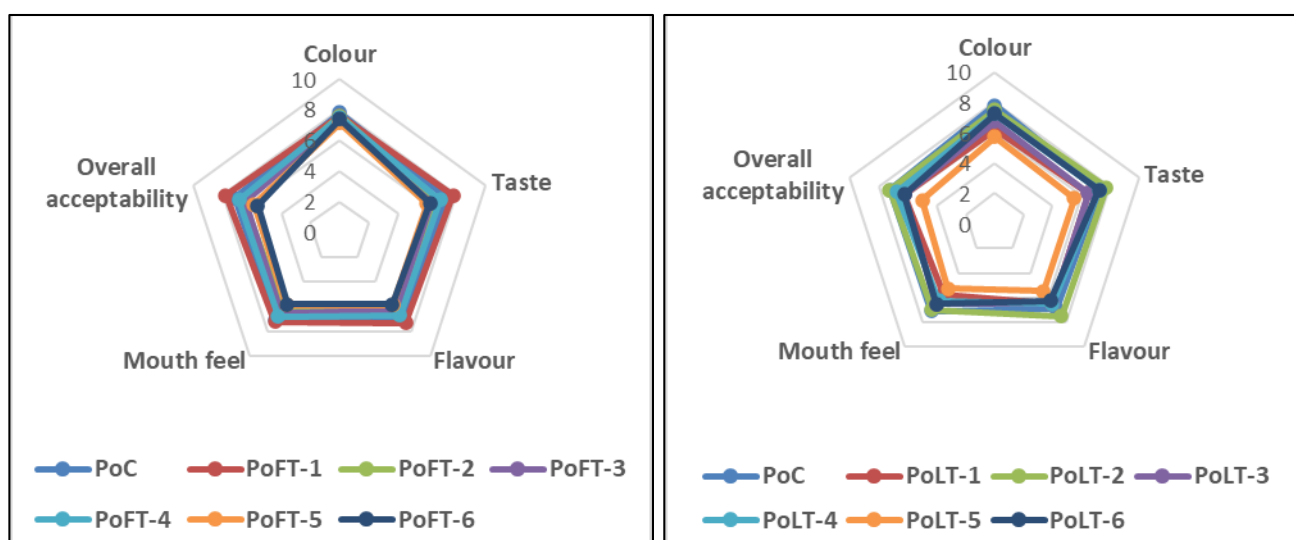 Colour
10
8
6
4
2
0
Overall
acceptability
Taste
Mouth feel
Flavour
PoC PoFT-1 PoFT-2 PoFT-3
PoFT-4 PoFT-5 PoFT-6
Colour
10
8
6
4
2
0
Overall
acceptability
Taste
Mouth feel
Flavour
PoC PoLT-1 PoLT-2 PoLT-3
PoLT-4 PoLT-5 PoLT-6